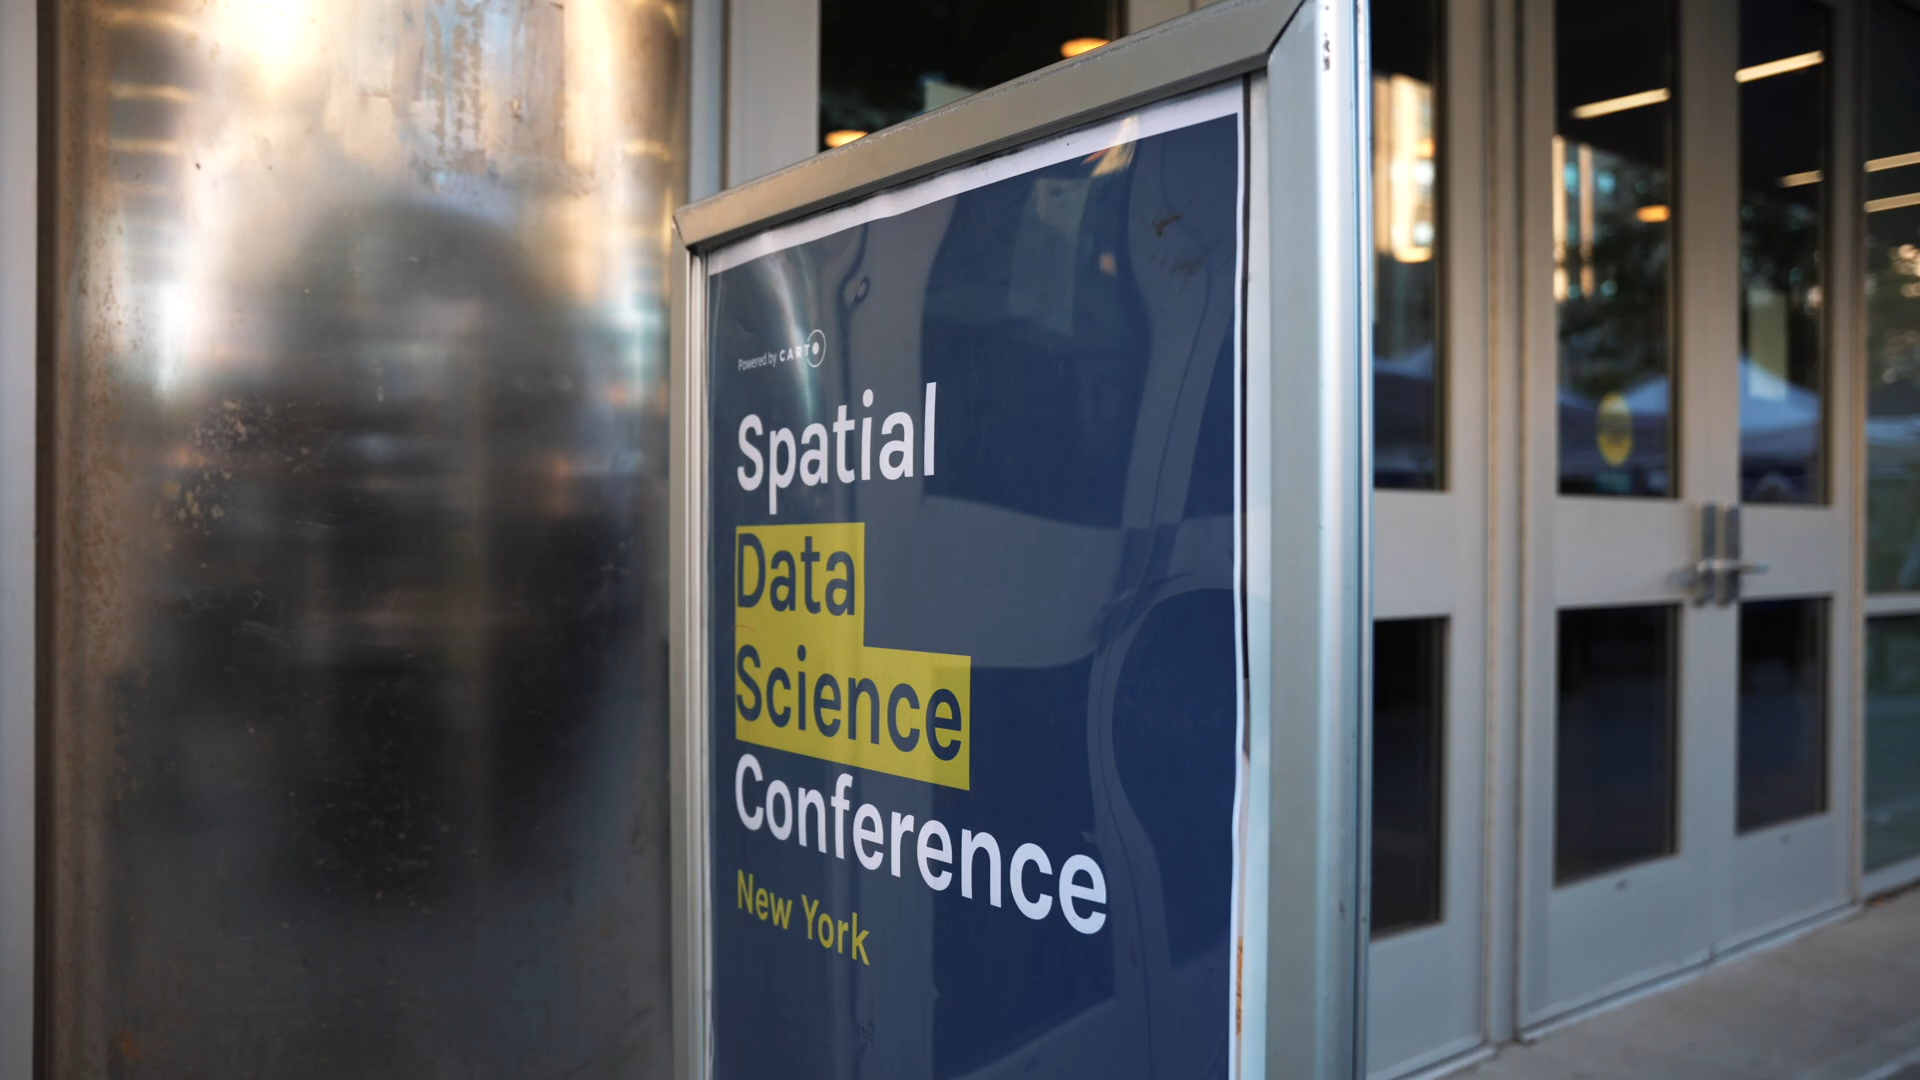 Powered by CARTO
Spatial
Data
Science
Conference
New York